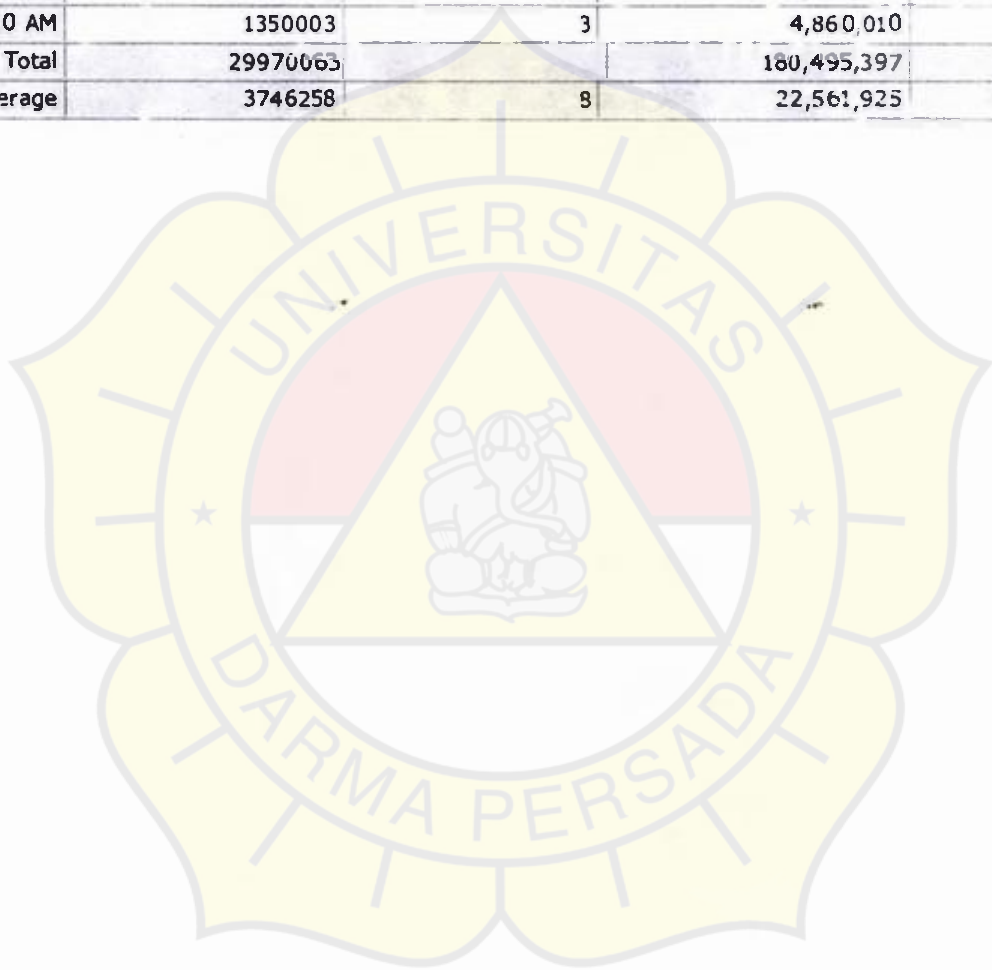 0 AM 1350003 3 4,860,010
Total 29970063 180,495,397
erage 3746258 8 22,561,925
UNIVERSITAS
DARMA PERSADA